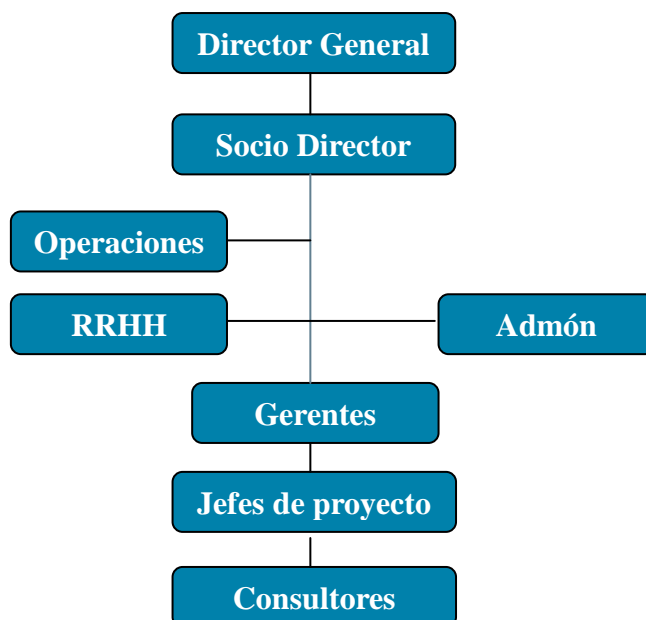 Director General
Socio Director
Operaciones
RRHH
Admón
Gerentes
Jefes de proyecto
Consultores